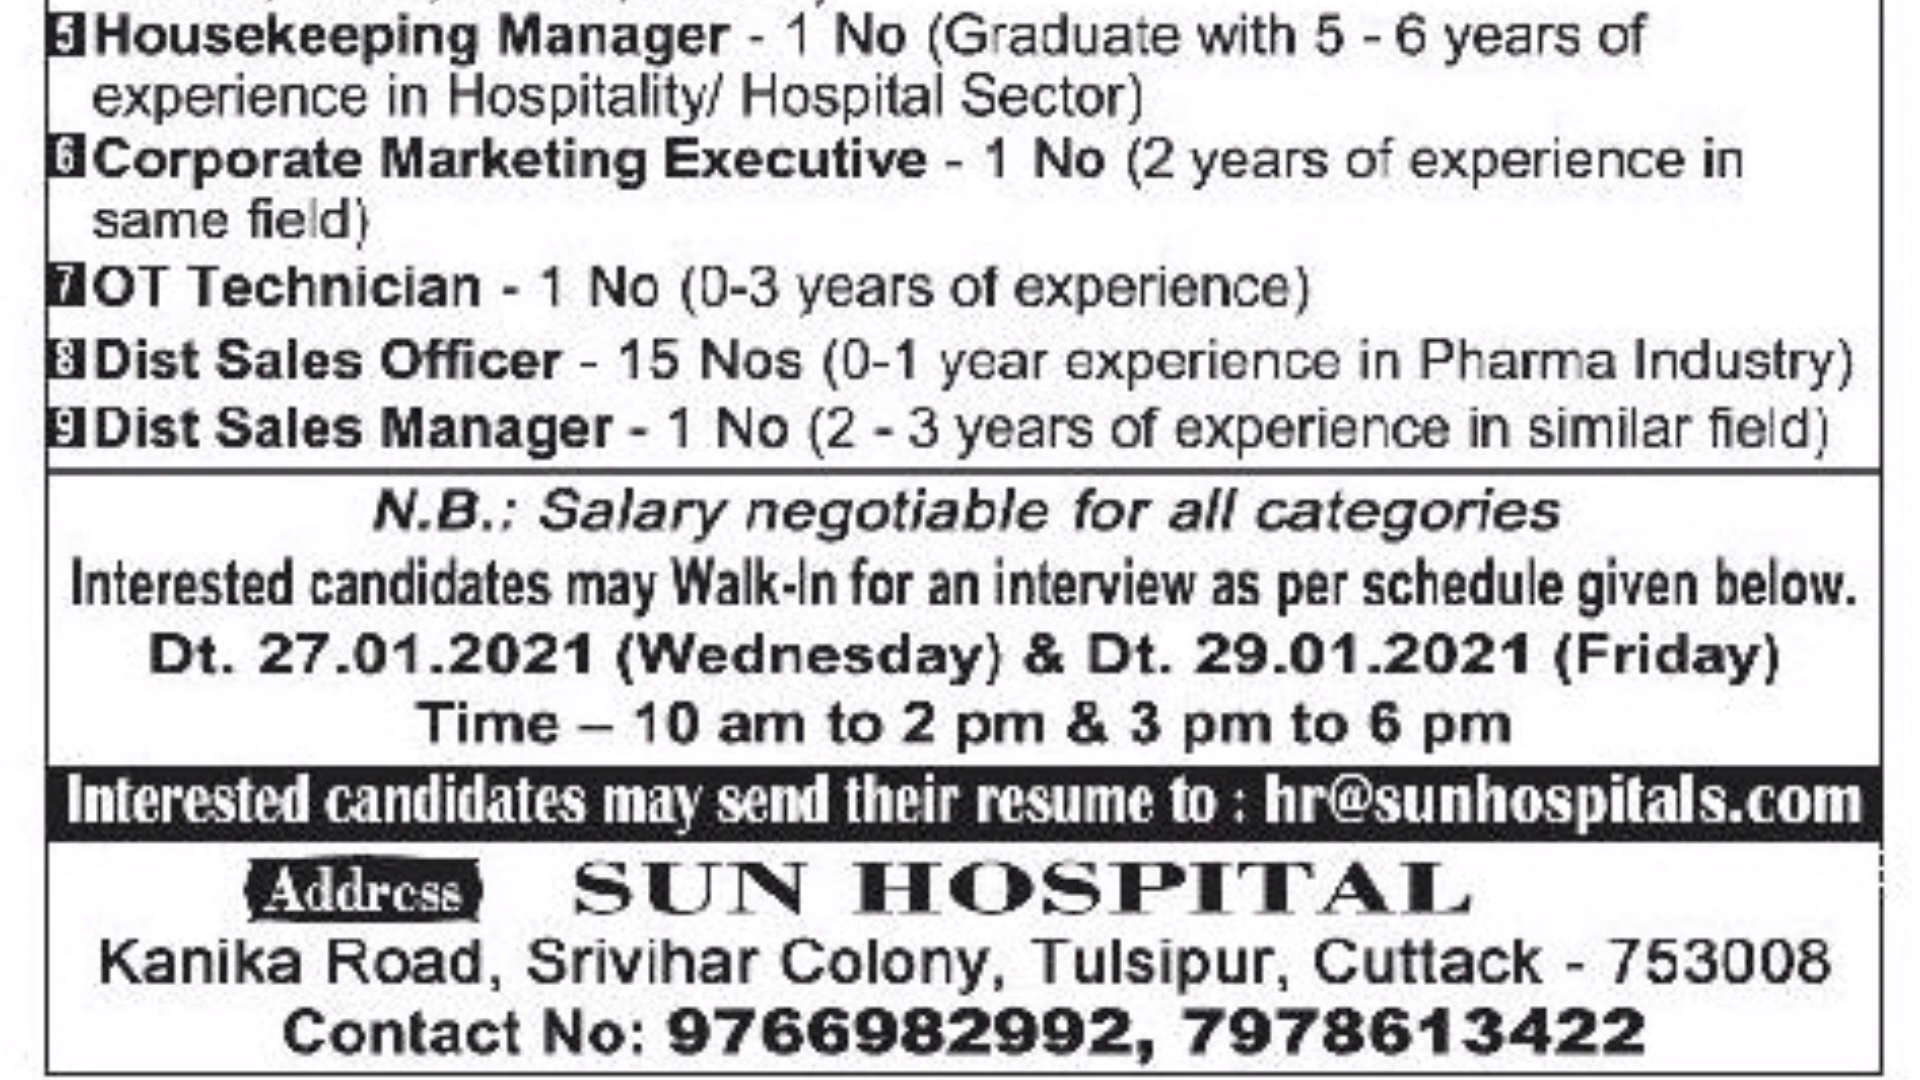 5 Housekeeping Manager - 1 No (Graduate with 5 - 6 years of
experience in Hospitality/ Hospital Sector)
6 Corporate Marketing Executive - 1 No (2 years of experience in
same field)
7 OT Technician - 1 No (0-3 years of experience)
8 Dist Sales Officer - 15 Nos (0-1 year experience in Pharma Industry)
9 Dist Sales Manager - 1 No (2 - 3 years of experience in similar field)
N.B.: Salary negotiable for all categories
Interested candidates may Walk-In for an interview as per schedule given below.
Dt. 27.01.2021 (Wednesday) & Dt. 29.01.2021 (Friday)
Time – 10 am to 2 pm & 3 pm to 6 pm
Interested candidates may send their resume to : hr@sunhospitals.com
Address SUN HOSPITAL
Kanika Road, Srivihar Colony, Tulsipur, Cuttack - 753008
Contact No: 9766982992, 7978613422